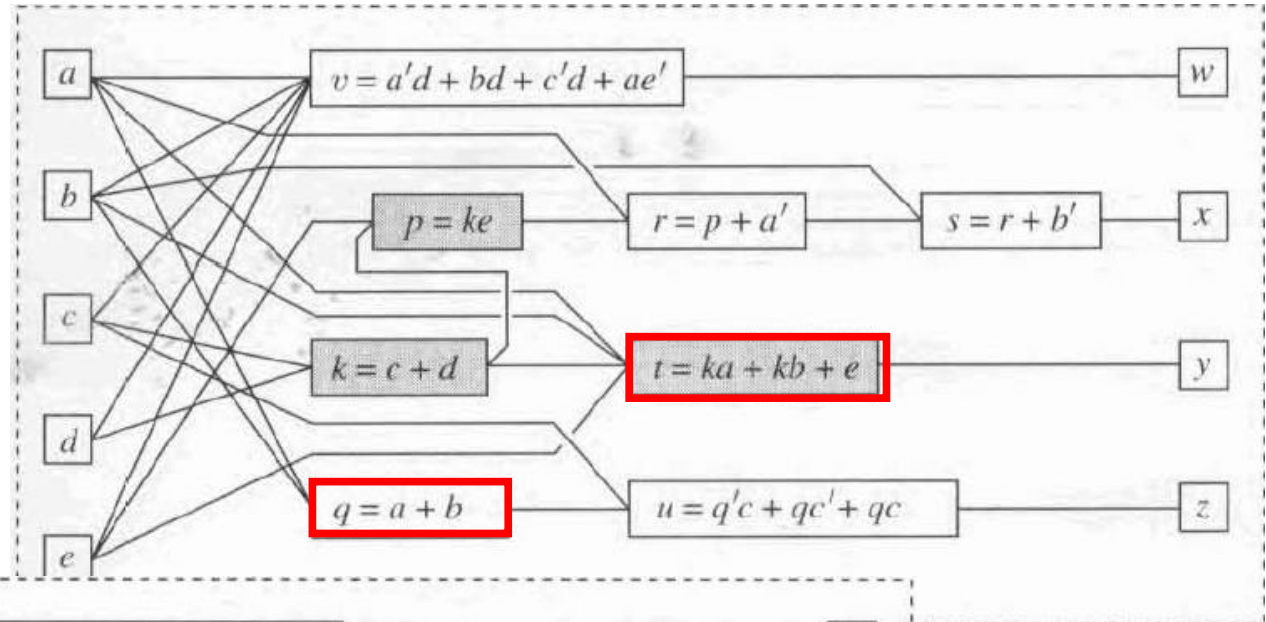 a
v = a'd + bd + c'd + ae'
w
b
p = ke
r = p + a'
s = r + b'
x
c
k = c + d
t = ka + kb + e
y
d
q = a + b
u = q'c + qc' + qc
z
e